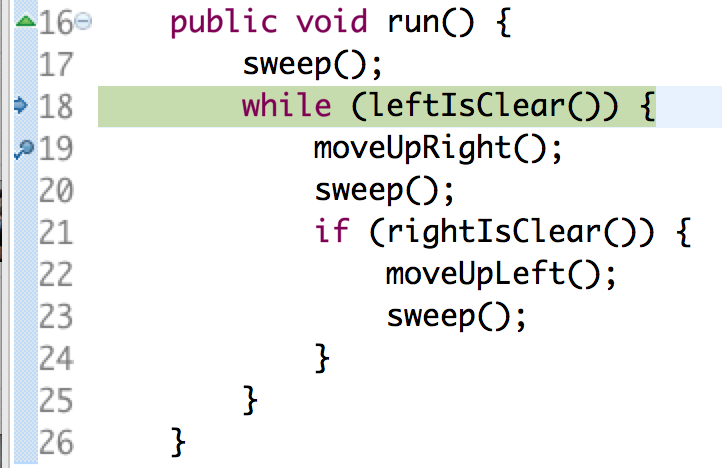 16 public void run() {
17 sweep();
18 while (leftIsClear()) {
19 moveUpRight();
20 sweep();
21 if (rightIsClear()) {
22 moveUpLeft();
23 sweep();
24 }
25 }
26 }